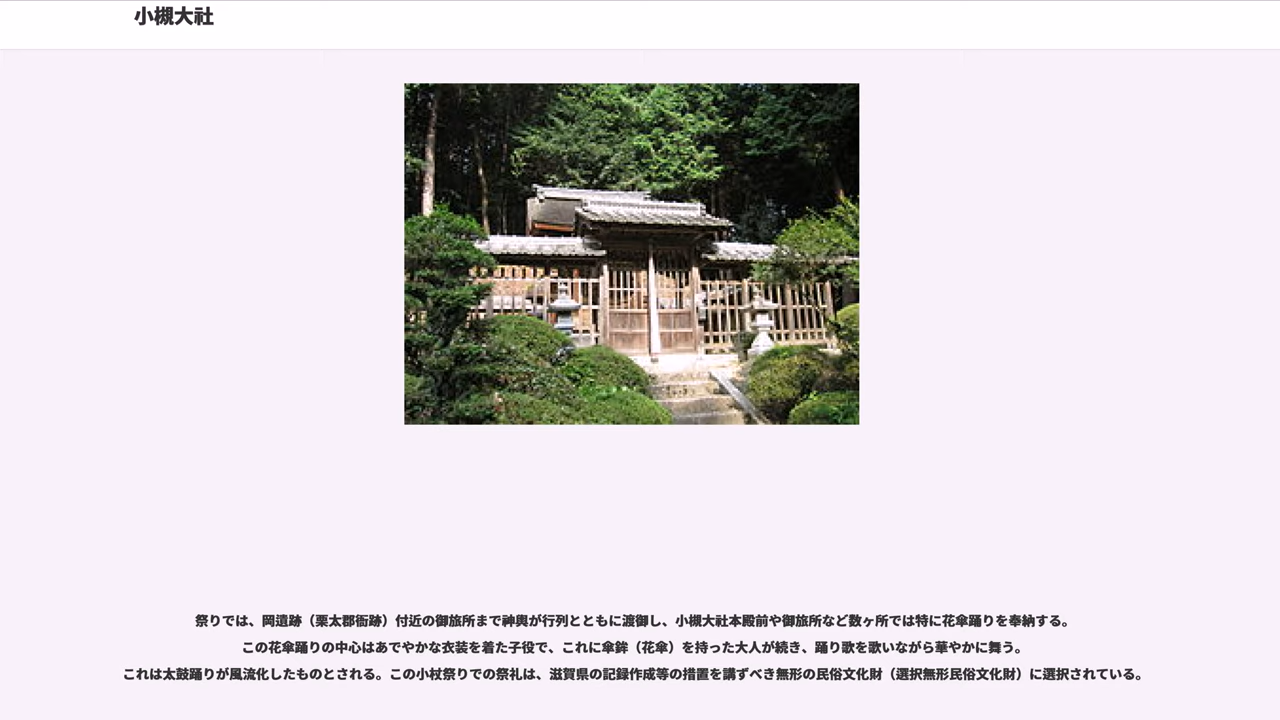 小槻大社
祭りでは、岡遺跡（栗太郡衙跡）付近の御旅所まで神輿が行列とともに渡御し、小槻大社本殿前や御旅所など数ヶ所では特に花傘踊りを奉納する。
この花傘踊りの中心はあでやかな衣装を着た子役で、これに傘鉾（花傘）を持った大人が続き、踊り歌を歌いながら華やかに舞う。
これは太鼓踊りが風流化したものとされる。この小杖祭りでの祭礼は、滋賀県の記録作成等の措置を講ずべき無形の民俗文化財（選択無形民俗文化財）に選択されている。